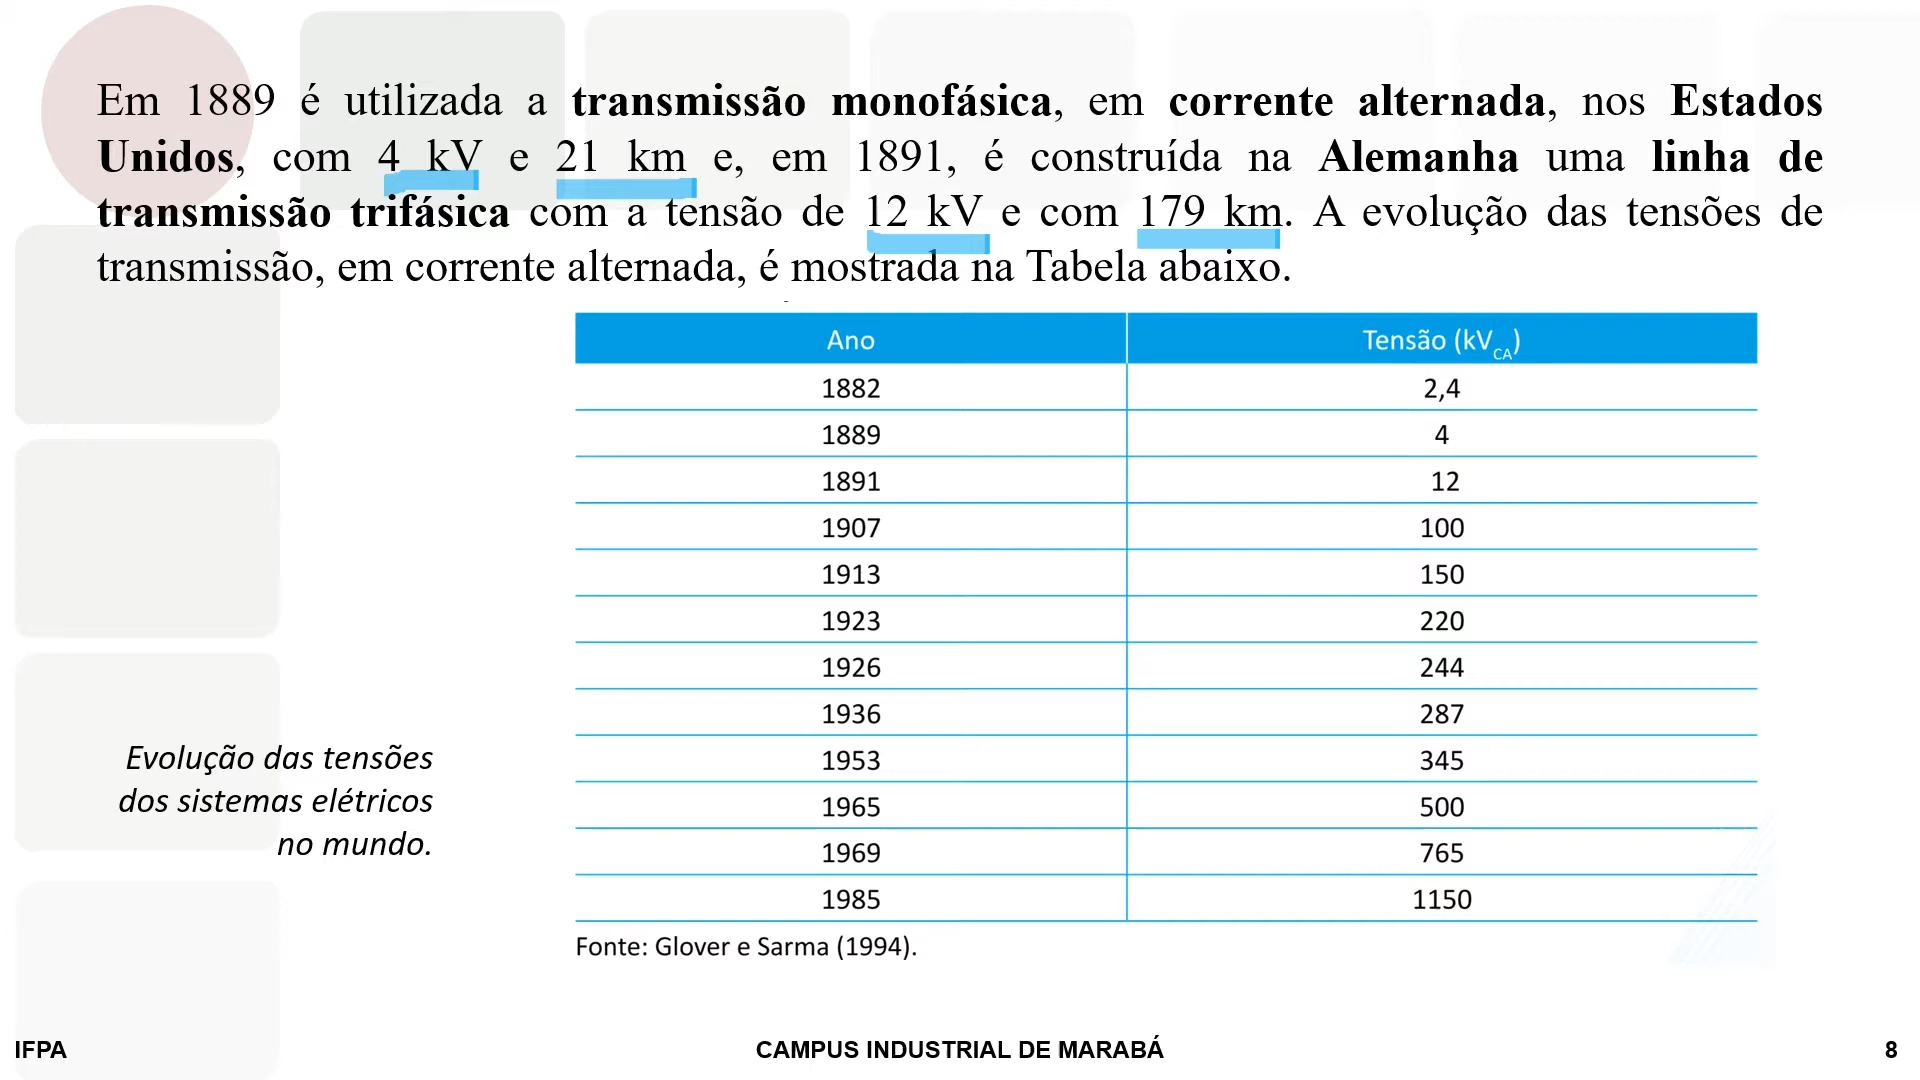 Em 1889 é utilizada a transmissão monofásica, em corrente alternada, nos Estados
Unidos, com 4 kV e 21 km e, em 1891, é construída na Alemanha uma linha de
transmissão trifásica com a tensão de 12 kV e com 179 km. A evolução das tensões de
transmissão, em corrente alternada, é mostrada na Tabela abaixo.
Ano Tensão (kVCA)
1882 2,4
1889 4
1891 12
1907 100
1913 150
1923 220
1926 244
1936 287
1953 345
1965 500
1969 765
1985 1150
Fonte: Glover e Sarma (1994).
Evolução das tensões
dos sistemas elétricos
no mundo.
IFPA CAMPUS INDUSTRIAL DE MARABÁ 8